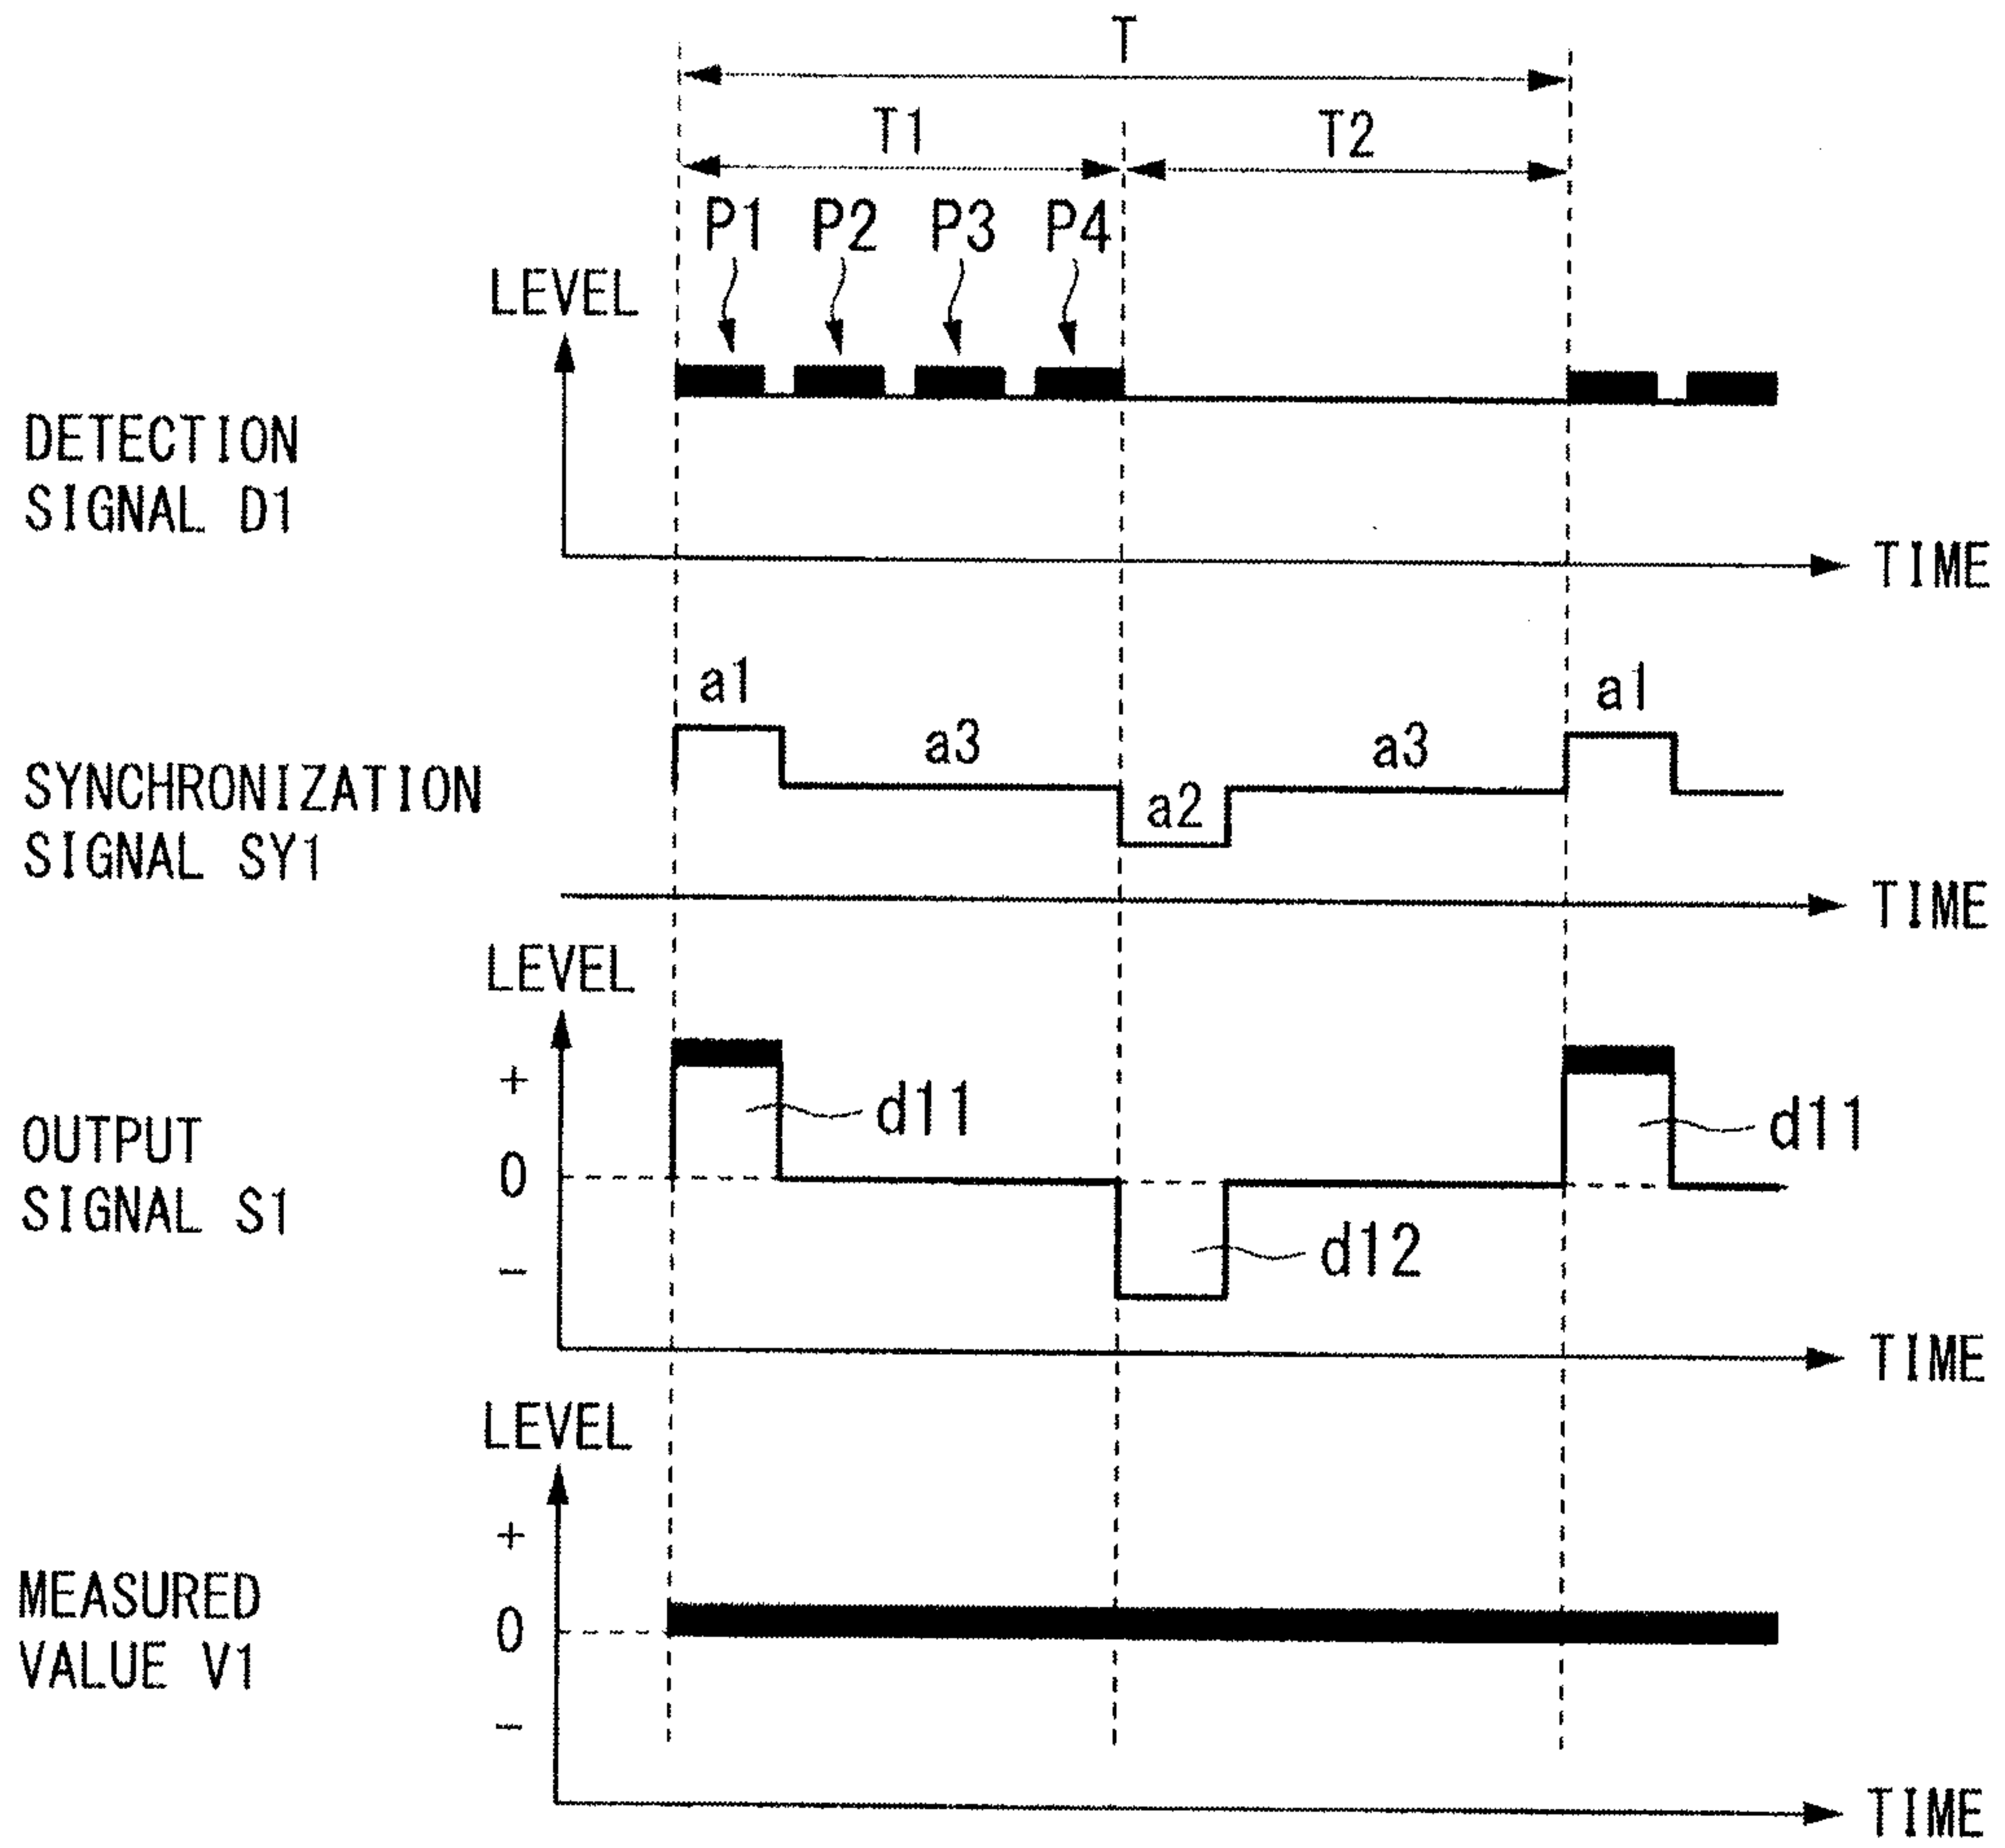 T
T1 T2
P1 P2 P3 P4
LEVEL
DETECTION
SIGNAL D1
TIME
a1 a1
a3 a3
a2
SYNCHRONIZATION
SIGNAL SY1
TIME
LEVEL
+
d11 d11
OUTPUT
SIGNAL S1
0
d12
-
TIME
LEVEL
+
MEASURED
VALUE V1
0
-
TIME